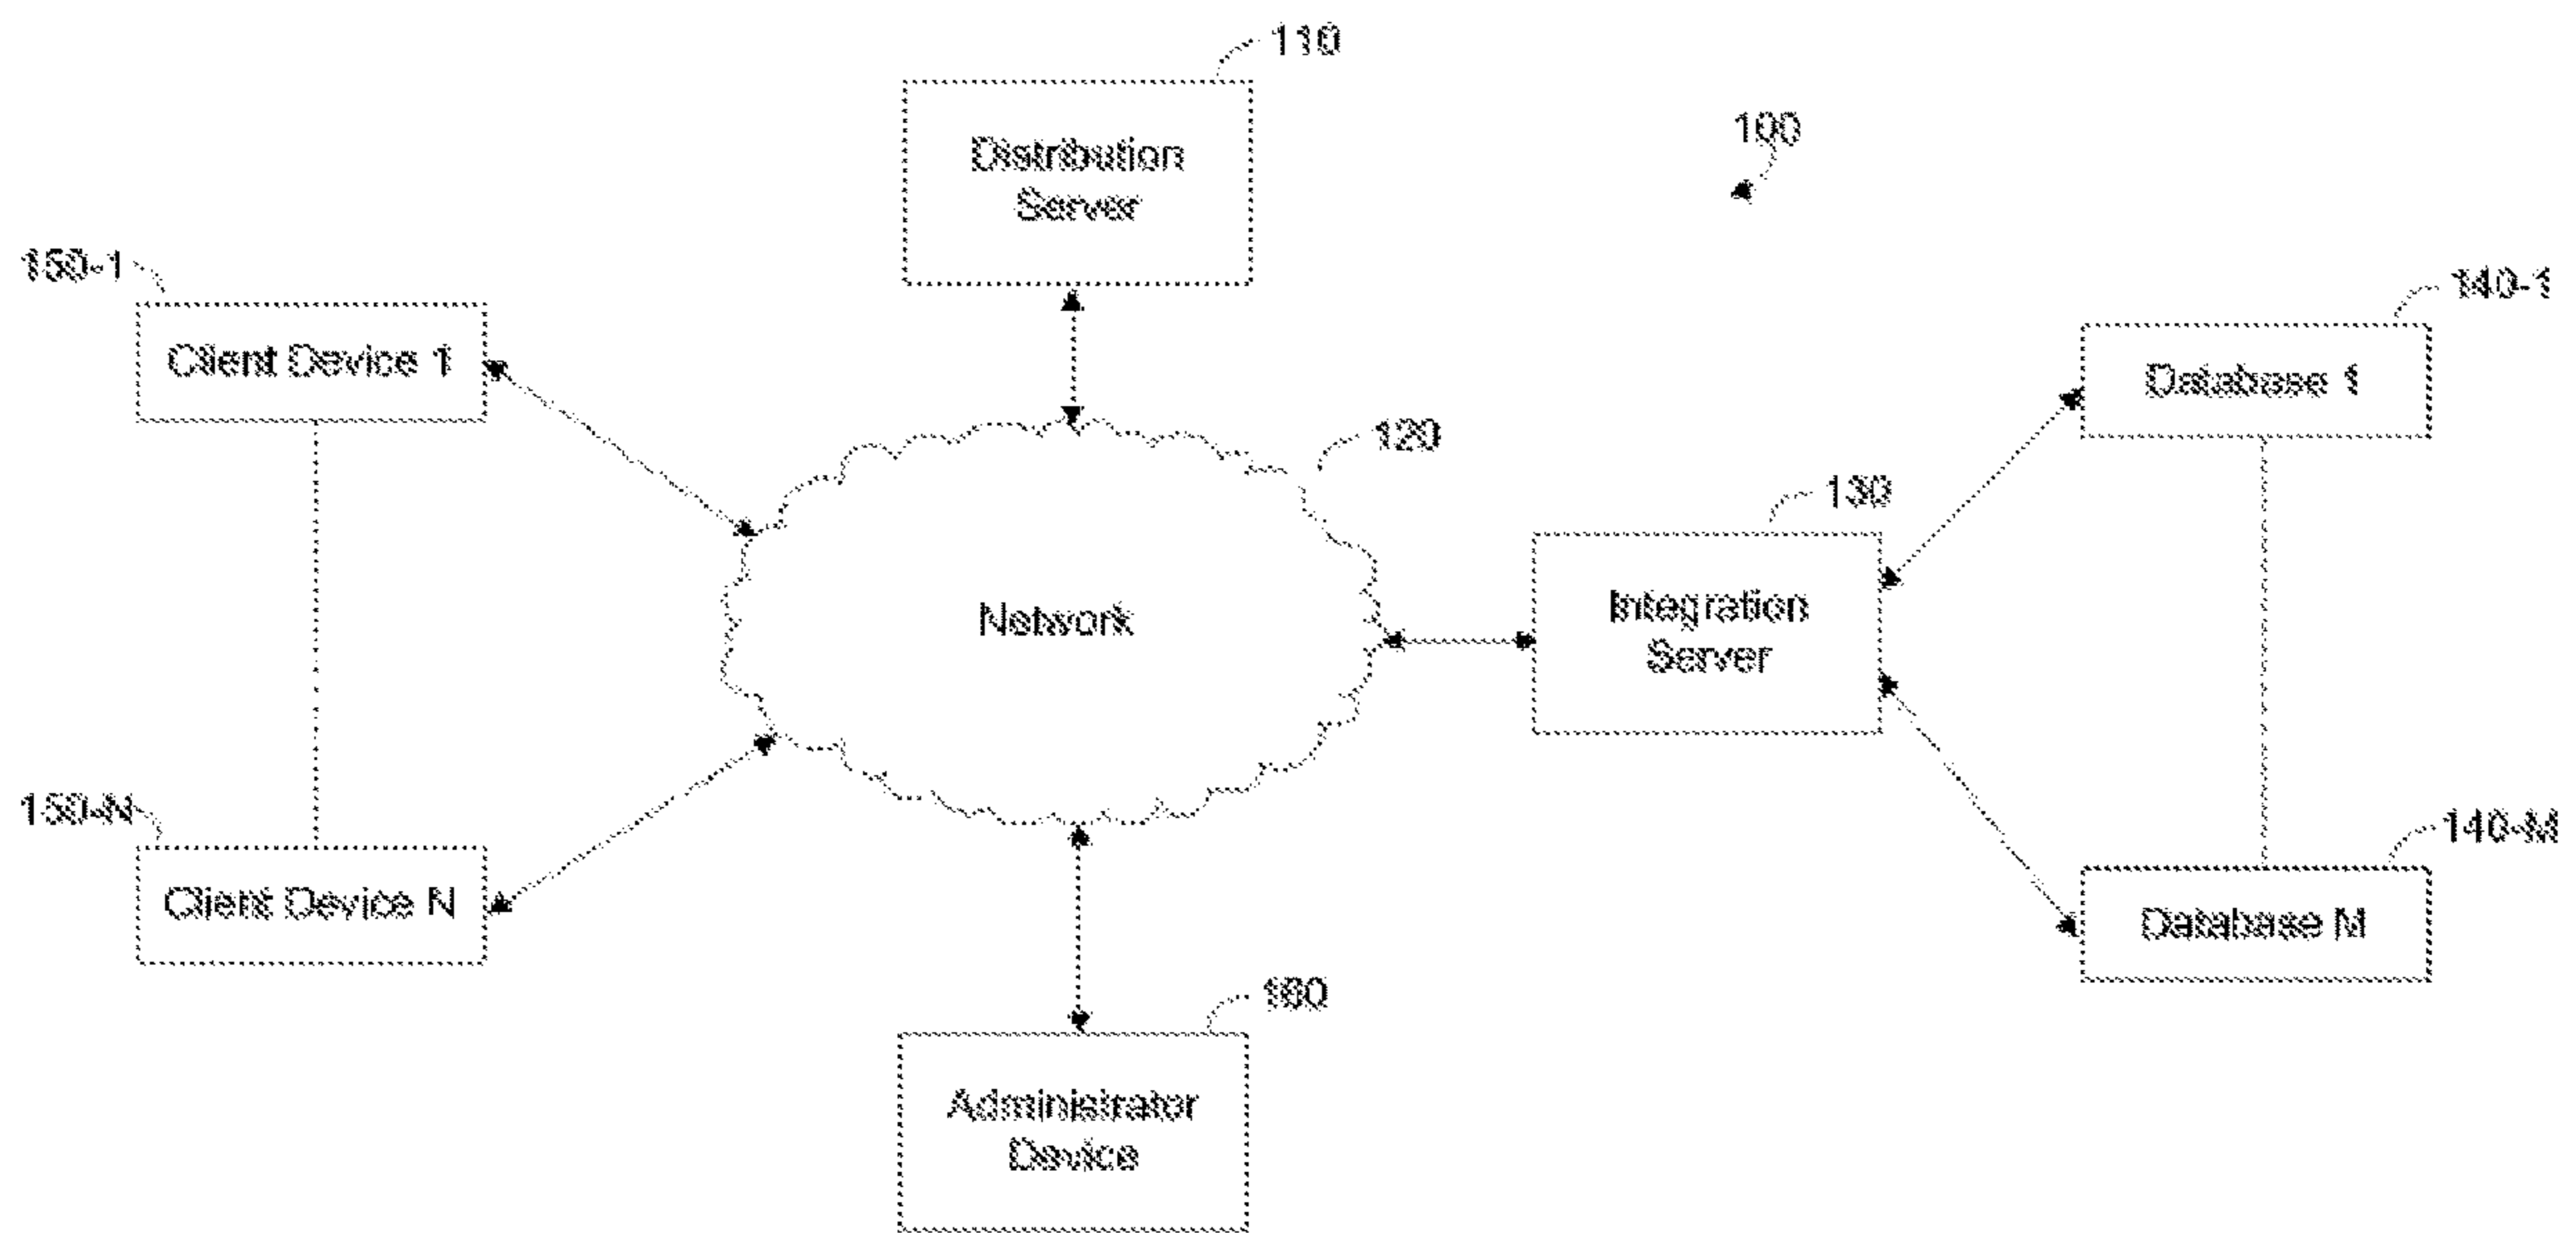 110
Distribution
Server
100
150-1
Client Device 1
140-1
Database 1
120
130
Network
Integration
Server
150-N
Client Device N
140-M
Database M
160
Administrator
Device